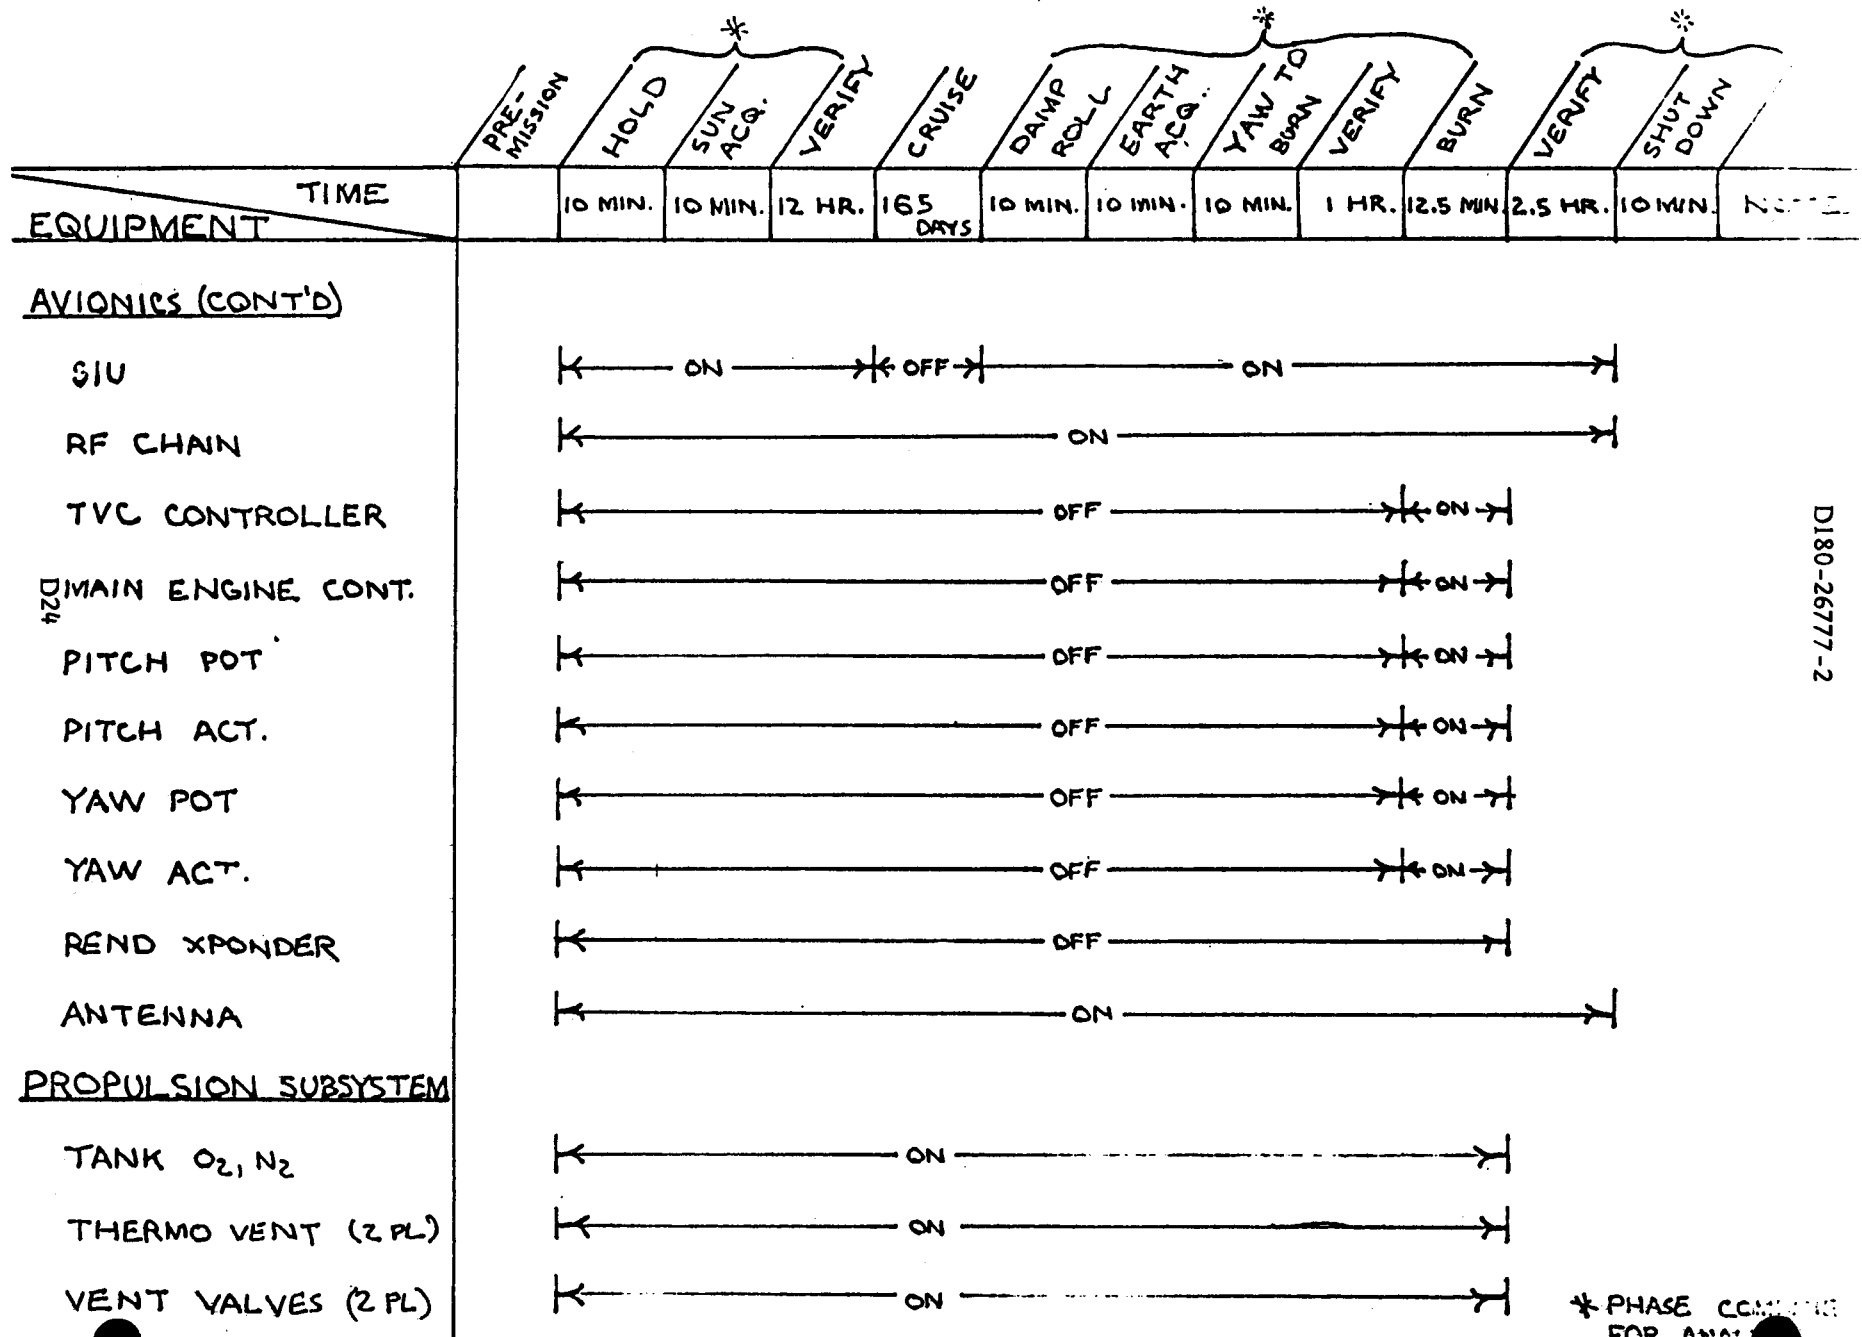 PRE-
MISSION
HOLD
SUN
ACQ.
VERIFY
CRUISE
DAMP
ROLL
EARTH
ACQ.
YAW TO
BURN
VERIFY
BURN
VERIFY
SHUT
DOWN
* * *
TIME
EQUIPMENT
10 MIN. 10 MIN. 12 HR. 165 DAYS 10 MIN. 10 MIN. 10 MIN. 1 HR. 12.5 MIN. 2.5 HR. 10 MIN.
AVIONICS (CONT'D)
SIU ON OFF ON
RF CHAIN ON
TVC CONTROLLER OFF ON
MAIN ENGINE CONT. OFF ON
PITCH POT OFF ON
PITCH ACT. OFF ON
YAW POT OFF ON
YAW ACT. OFF ON
REND XPONDER OFF
ANTENNA ON
PROPULSION SUBSYSTEM
TANK O2, N2 ON
THERMO VENT (2 PL) ON
VENT VALVES (2 PL) ON
* PHASE
FOR
D24
D180-26777-2